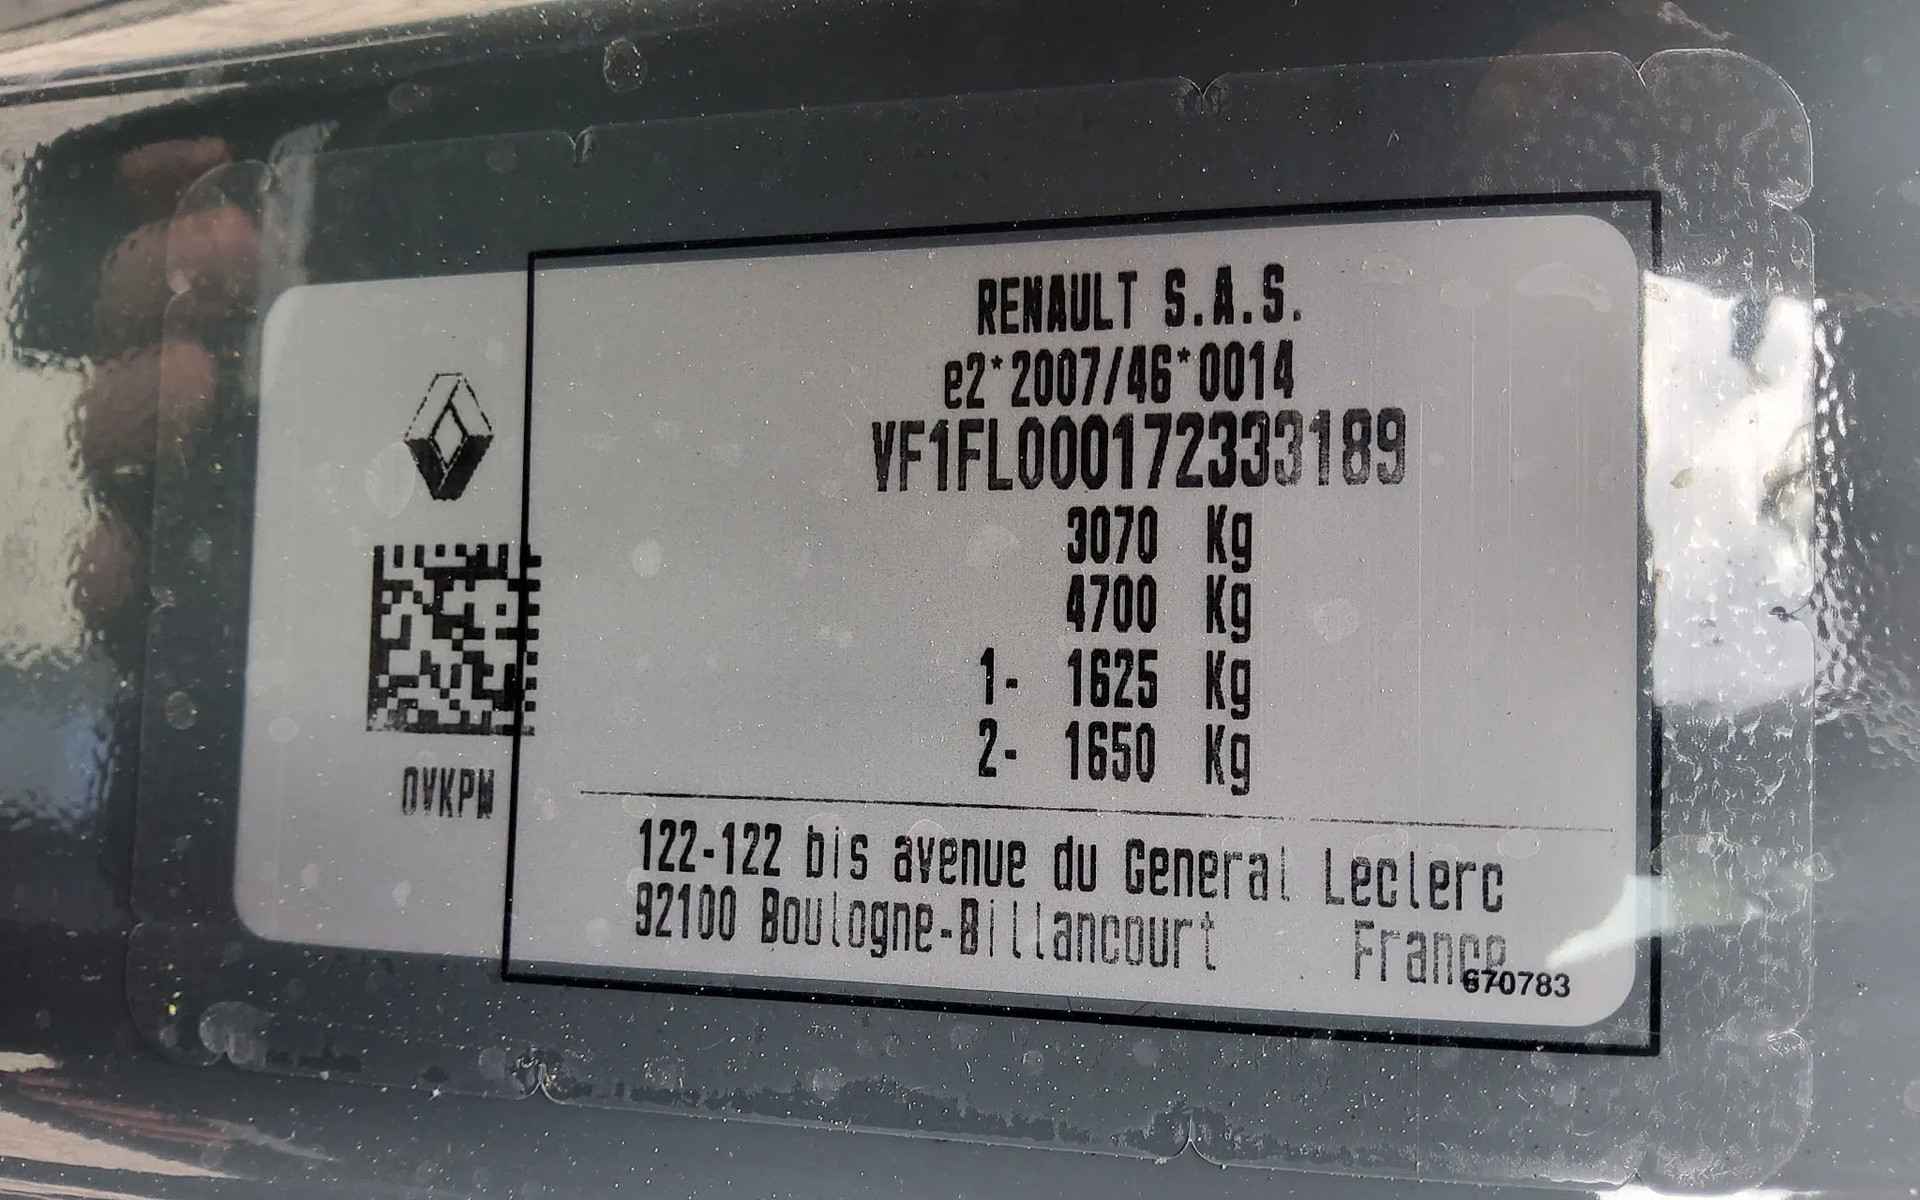 RENAULT S.A.S.
e2*2007/46*0014
VF1FL000172333189
3070 Kg
4700 Kg
1- 1625 Kg
2- 1650 Kg
OVKPW
122-122 bis avenue du General Leclerc
92100 Boulogne-Billancourt France
670783